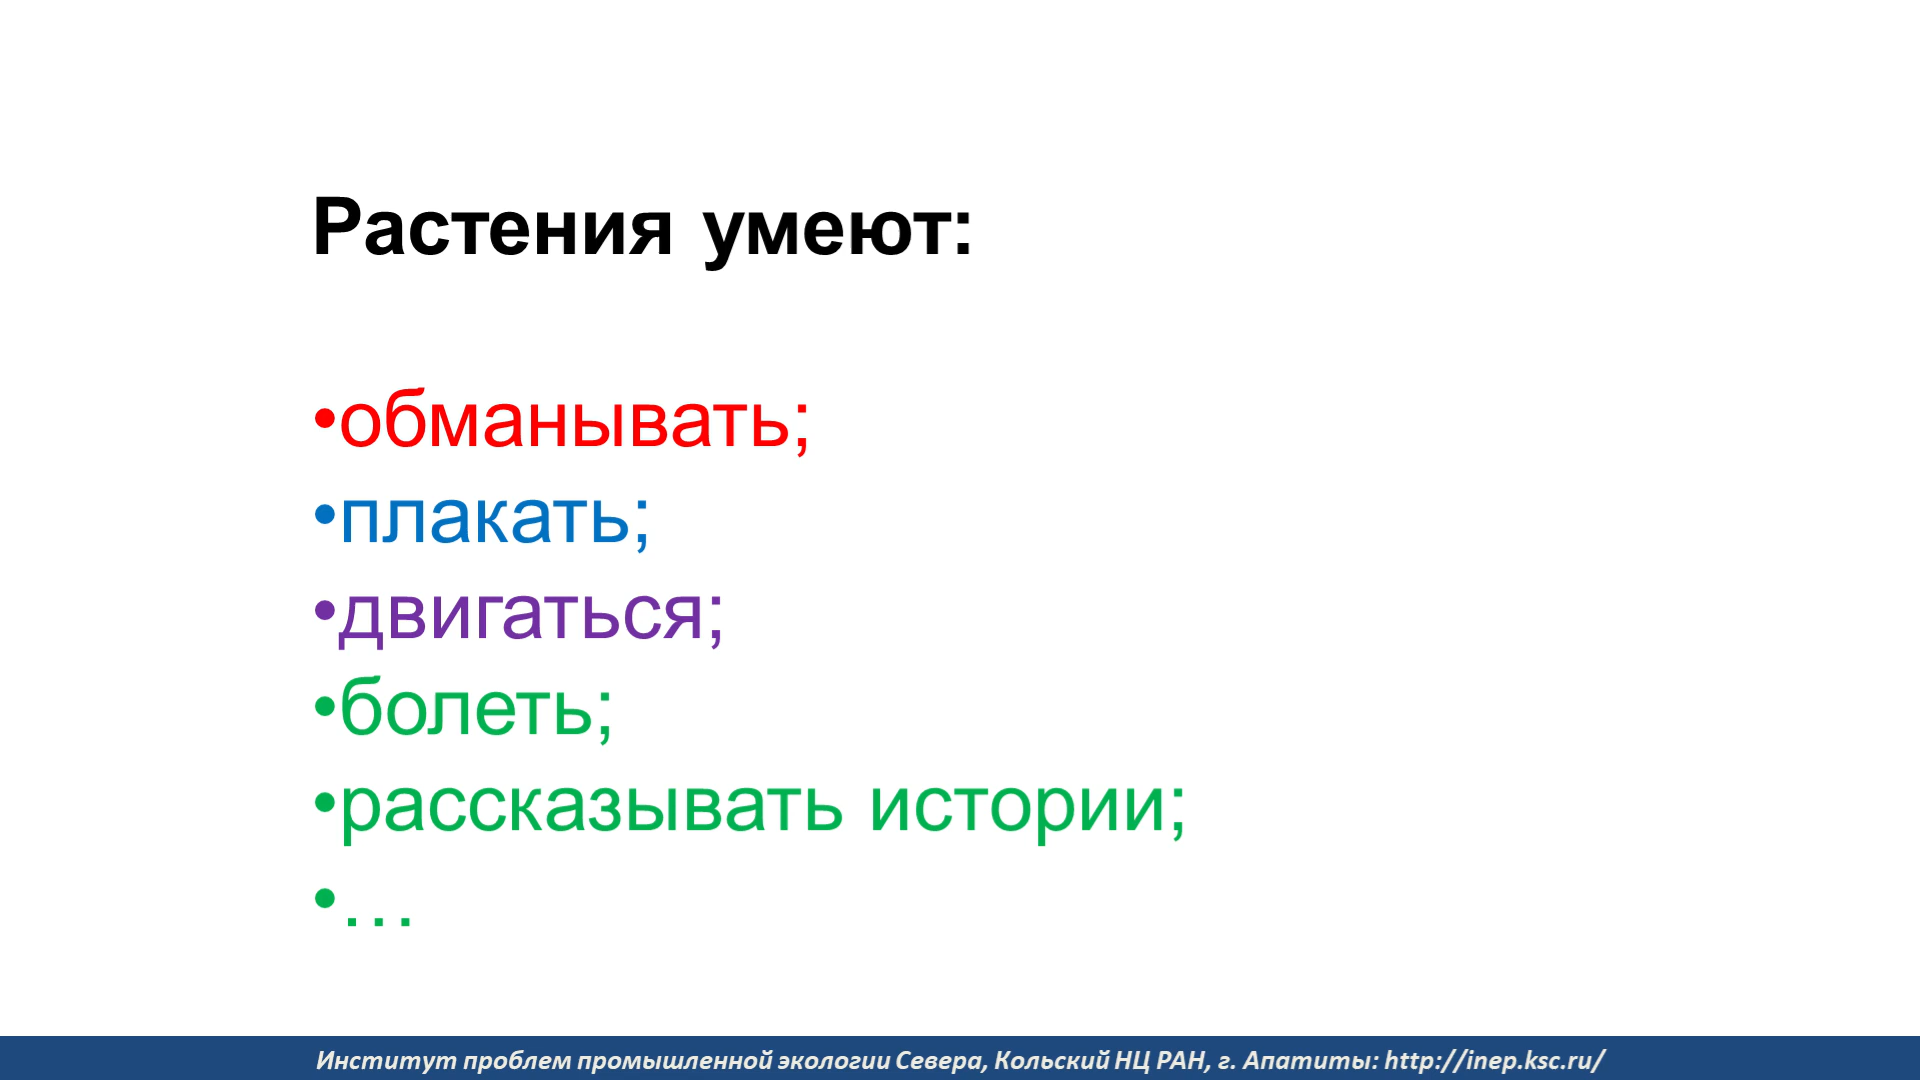 Растения умеют:
•обманывать;
•плакать;
•двигаться;
•болеть;
•рассказывать истории;
•…
Институт проблем промышленной экологии Севера, Кольский НЦ РАН, г. Апатиты: http://inep.ksc.ru/